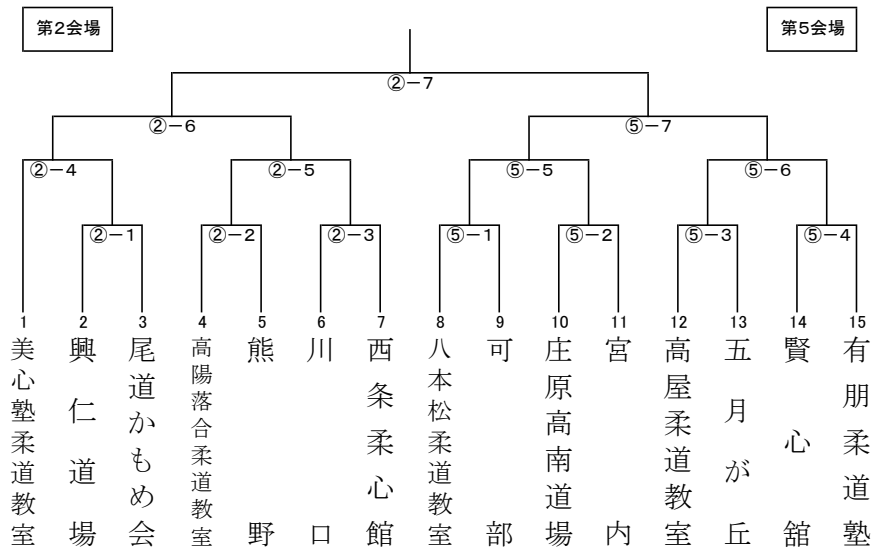 第2会場
第5会場
②－7
②－6
⑤－7
②－4
②－5
⑤－5
⑤－6
②－1
②－2
②－3
⑤－1
⑤－2
⑤－3
⑤－4
1
2
3
4
5
6
7
8
9
10
11
12
13
14
15
美心塾柔道教室
興仁道場
尾道かもめ会
高陽落合柔道教室
熊野
川口
西条柔心館
八本松柔道教室
可部
庄原高南道場
宮内
高屋柔道教室
五月が丘
賢心舘
有朋柔道塾